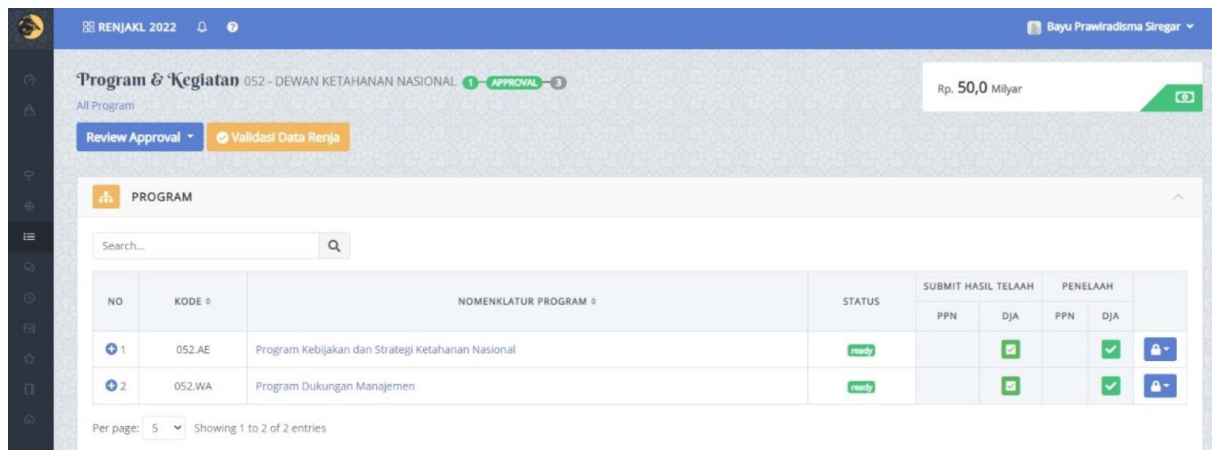 RENJAKL 2022
Bayu Prawiradisma Siregar
Program & Kegiatan 052 - DEWAN KETAHANAN NASIONAL 1 APPROVAL 3
All Program
Rp. 50,0 Milyar
Review Approval
Validasi Data Renja
PROGRAM
Search...
NO KODE NOMENKLATUR PROGRAM STATUS SUBMIT HASIL TELAAH PENELAAH
PPN DJA PPN DJA
1 052.AE Program Kebijakan dan Strategi Ketahanan Nasional ready
2 052.WA Program Dukungan Manajemen ready
Per page: 5 Showing 1 to 2 of 2 entries